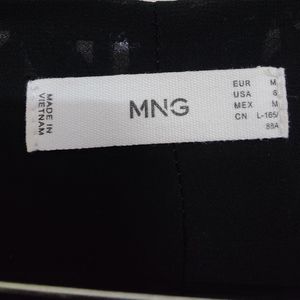 MADE IN
VIETNAM
MNG
EUR M
USA 6
MEX M
CN L-165/
88A